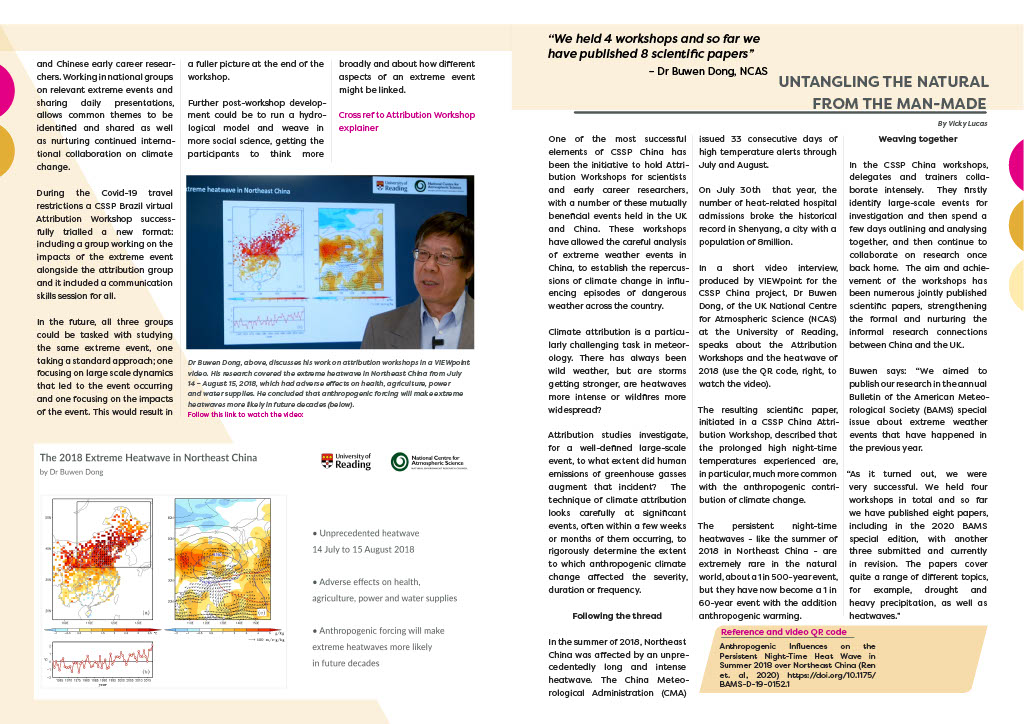 and Chinese early career resear-
chers. Working in national groups
on relevant extreme events and
sharing daily presentations,
allows common themes to be
identified and shared as well
as nurturing continued interna-
tional collaboration on climate
change.
During the Covid-19 travel
restrictions a CSSP Brazil virtual
Attribution Workshop success-
fully trialled a new format:
including a group working on the
impacts of the extreme event
alongside the attribution group
and it included a communication
skills session for all.
In the future, all three groups
could be tasked with studying
the same extreme event, one
taking a standard approach; one
focusing on large scale dynamics
that led to the event occurring
and one focusing on the impacts
of the event. This would result in
a fuller picture at the end of the
workshop.
Further post-workshop develop-
ment could be to run a hydro-
logical model and weave in
more social science, getting the
participants to think more
broadly and about how different
aspects of an extreme event
might be linked.
Cross ref to Attribution Workshop
explainer
xtreme heatwave in Northeast China
University of
Reading
National Centre for
Atmospheric Science
Dr Buwen Dong, above, discusses his work on attribution workshops in a VIEWpoint
video. His research covered the extreme heatwave in Northeast China from July
14 – August 15, 2018, which had adverse effects on health, agriculture, power
and water supplies. He concluded that anthropogenic forcing will make extreme
heatwaves more likely in future decades (below).
Follow this link to watch the video:
The 2018 Extreme Heatwave in Northeast China
by Dr Buwen Dong
University of
Reading
National Centre for
Atmospheric Science
• Unprecedented heatwave
14 July to 15 August 2018
• Adverse effects on health,
agriculture, power and water supplies
• Anthropogenic forcing will make
extreme heatwaves more likely
in future decades
“We held 4 workshops and so far we
have published 8 scientific papers”
– Dr Buwen Dong, NCAS
UNTANGLING THE NATURAL
FROM THE MAN-MADE
By Vicky Lucas
One of the most successful
elements of CSSP China has
been the initiative to hold Attri-
bution Workshops for scientists
and early career researchers,
with a number of these mutually
beneficial events held in the UK
and China. These workshops
have allowed the careful analysis
of extreme weather events in
China, to establish the repercus-
sions of climate change in influ-
encing episodes of dangerous
weather across the country.
Climate attribution is a particu-
larly challenging task in meteor-
ology. There has always been
wild weather, but are storms
getting stronger, are heatwaves
more intense or wildfires more
widespread?
Attribution studies investigate,
for a well-defined large-scale
event, to what extent did human
emissions of greenhouse gasses
augment that incident? The
technique of climate attribution
looks carefully at significant
events, often within a few weeks
or months of them occurring, to
rigorously determine the extent
to which anthropogenic climate
change affected the severity,
duration or frequency.
Following the thread
In the summer of 2018, Northeast
China was affected by an unpre-
cedently long and intense
heatwave. The China Meteo-
rological Administration (CMA)
issued 33 consecutive days of
high temperature alerts through
July and August.
On July 30th that year, the
number of heat-related hospital
admissions broke the historical
record in Shenyang, a city with a
population of 8million.
In a short video interview,
produced by VIEWpoint for the
CSSP China project, Dr Buwen
Dong, of the UK National Centre
for Atmospheric Science (NCAS)
at the University of Reading,
speaks about the Attribution
Workshops and the heatwave of
2018 (use the QR code, right, to
watch the video).
The resulting scientific paper,
initiated in a CSSP China Attri-
bution Workshop, described that
the prolonged high night-time
temperatures experienced are,
in particular, much more common
with the anthropogenic contri-
bution of climate change.
The persistent night-time
heatwaves – like the summer of
2018 in Northeast China – are
extremely rare in the natural
world, about a 1 in 500-year event,
but they have now become a 1 in
60-year event with the addition
anthropogenic warming.
Weaving together
In the CSSP China workshops,
delegates and trainers colla-
borate intensely. They firstly
identify large-scale events for
investigation and then spend a
few days outlining and analysing
together, and then continue to
collaborate on research once
back home. The aim and achie-
vement of the workshops has
been numerous jointly published
scientific papers, strengthening
the formal and nurturing the
informal research connections
between China and the UK.
Buwen says: “We aimed to
publish our research in the annual
Bulletin of the American Meteo-
rological Society (BAMS) special
issue about extreme weather
events that have happened in
the previous year.
“As it turned out, we were
very successful. We held four
workshops in total and so far
we have published eight papers,
including in the 2020 BAMS
special edition, with another
three submitted and currently
in revision. The papers cover
quite a range of different topics,
for example, drought and
heavy precipitation, as well as
heatwaves.”
Reference and video QR code
Anthropogenic Influences on the
Persistent Night-Time Heat Wave in
Summer 2018 over Northeast China (Ren
et. al, 2020) https://doi.org/10.1175/
BAMS-D-19-0152.1